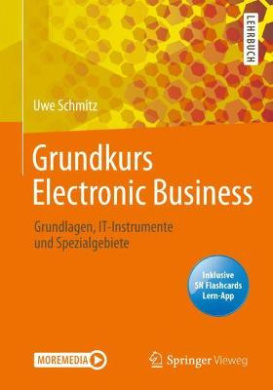 LEHRBUCH
Uwe Schmitz
Grundkurs
Electronic Business
Grundlagen, IT-Instrumente
und Spezialgebiete
Inklusive
SN Flashcards
Lern-App
MOREMEDIA
Springer Vieweg